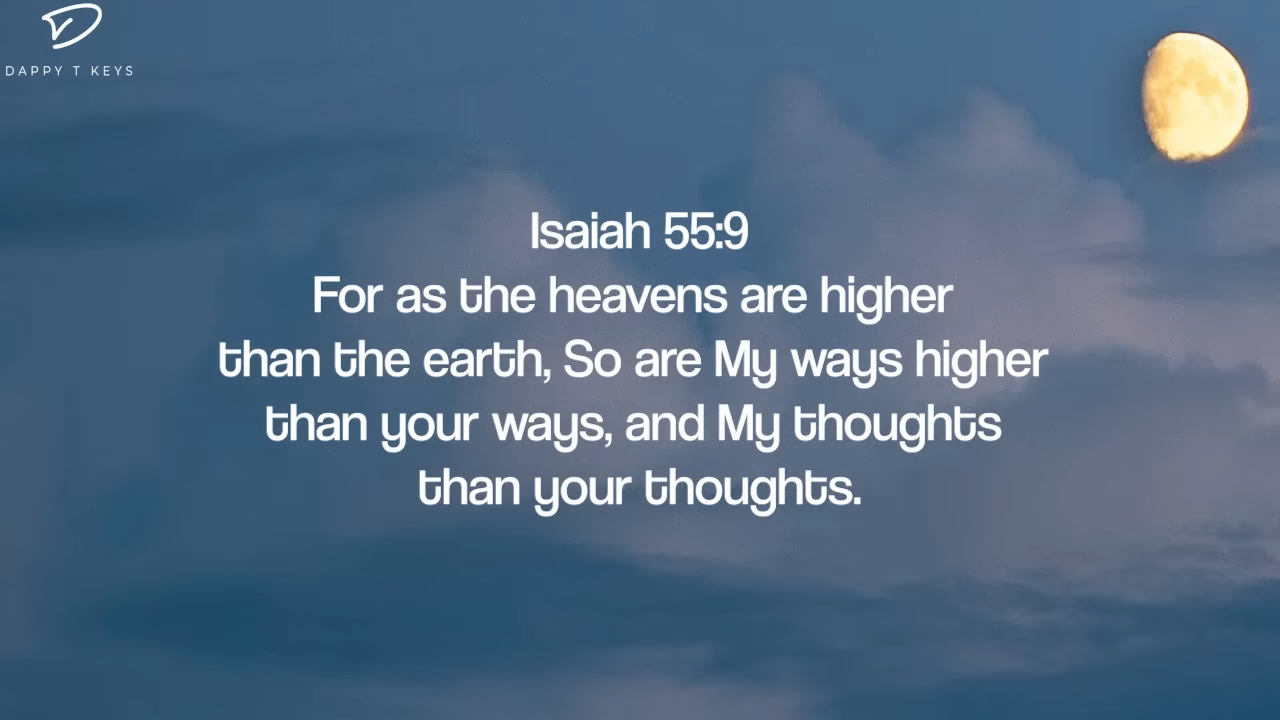 DAPPY T KEYS
Isaiah 55:9
For as the heavens are higher
than the earth, So are My ways higher
than your ways, and My thoughts
than your thoughts.